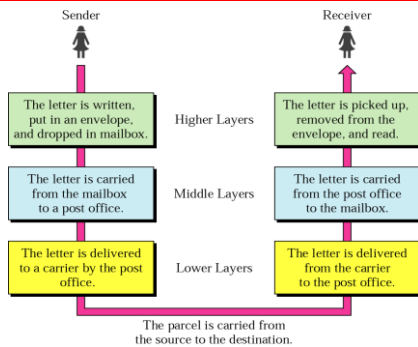 Sender
Receiver
The letter is written,
put in an envelope,
and dropped in mailbox.
Higher Layers
The letter is picked up,
removed from the
envelope, and read.
The letter is carried
from the mailbox
to a post office.
Middle Layers
The letter is carried
from the post office
to the mailbox.
The letter is delivered
to a carrier by the post
office.
Lower Layers
The letter is delivered
from the carrier
to the post office.
The parcel is carried from
the source to the destination.